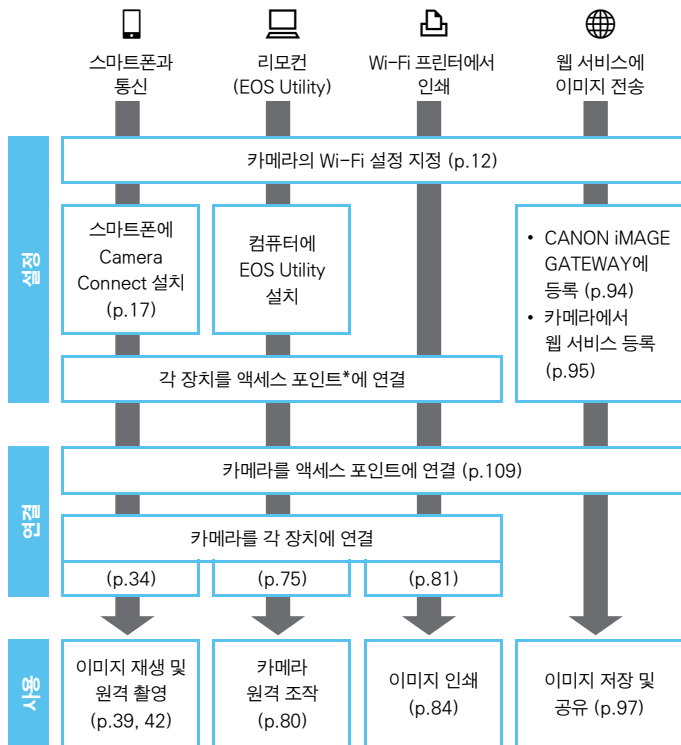 스마트폰과
통신
리모컨
(EOS Utility)
Wi-Fi 프린터에서
인쇄
웹 서비스에
이미지 전송
설정
카메라의 Wi-Fi 설정 지정 (p.12)
스마트폰에
Camera
Connect 설치
(p.17)
컴퓨터에
EOS Utility
설치
• CANON iMAGE
GATEWAY에
등록 (p.94)
• 카메라에서
웹 서비스 등록
(p.95)
각 장치를 액세스 포인트*에 연결
연결
카메라를 액세스 포인트에 연결 (p.109)
카메라를 각 장치에 연결
(p.34)
(p.75)
(p.81)
사용
이미지 재생 및
원격 촬영
(p.39, 42)
카메라
원격 조작
(p.80)
이미지 인쇄
(p.84)
이미지 저장 및
공유 (p.97)